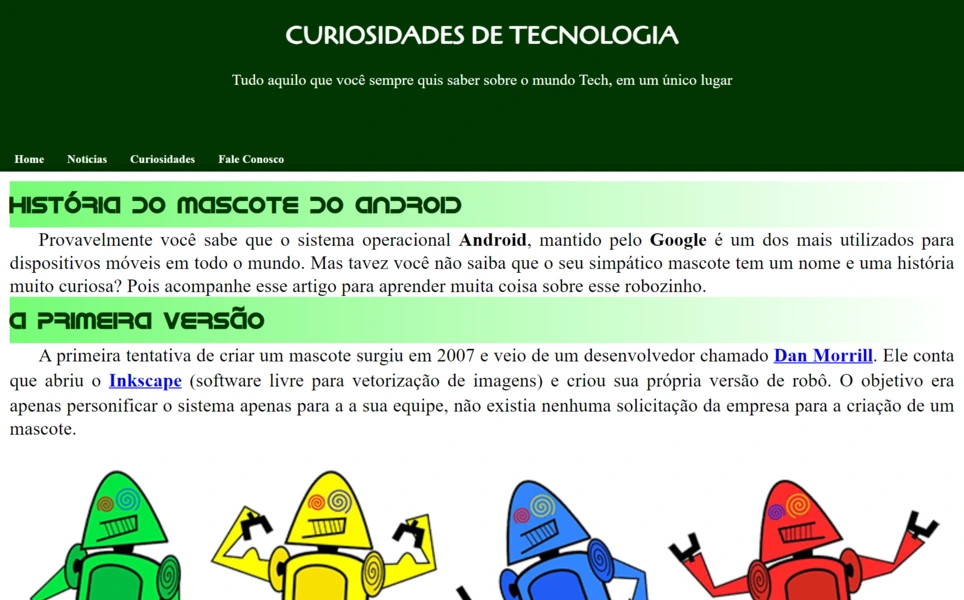 CURIOSIDADES DE TECNOLOGIA
Tudo aquilo que você sempre quis saber sobre o mundo Tech, em um único lugar
Home Notícias Curiosidades Fale Conosco
HISTÓRIA DO MASCOTE DO ANDROID
Provavelmente você sabe que o sistema operacional Android, mantido pelo Google é um dos mais utilizados para
dispositivos móveis em todo o mundo. Mas tavez você não saiba que o seu simpático mascote tem um nome e uma história
muito curiosa? Pois acompanhe esse artigo para aprender muita coisa sobre esse robozinho.
A PRIMEIRA VERSÃO
A primeira tentativa de criar um mascote surgiu em 2007 e veio de um desenvolvedor chamado Dan Morrill. Ele conta
que abriu o Inkscape (software livre para vetorização de imagens) e criou sua própria versão de robô. O objetivo era
apenas personificar o sistema apenas para a a sua equipe, não existia nenhuma solicitação da empresa para a criação de um
mascote.